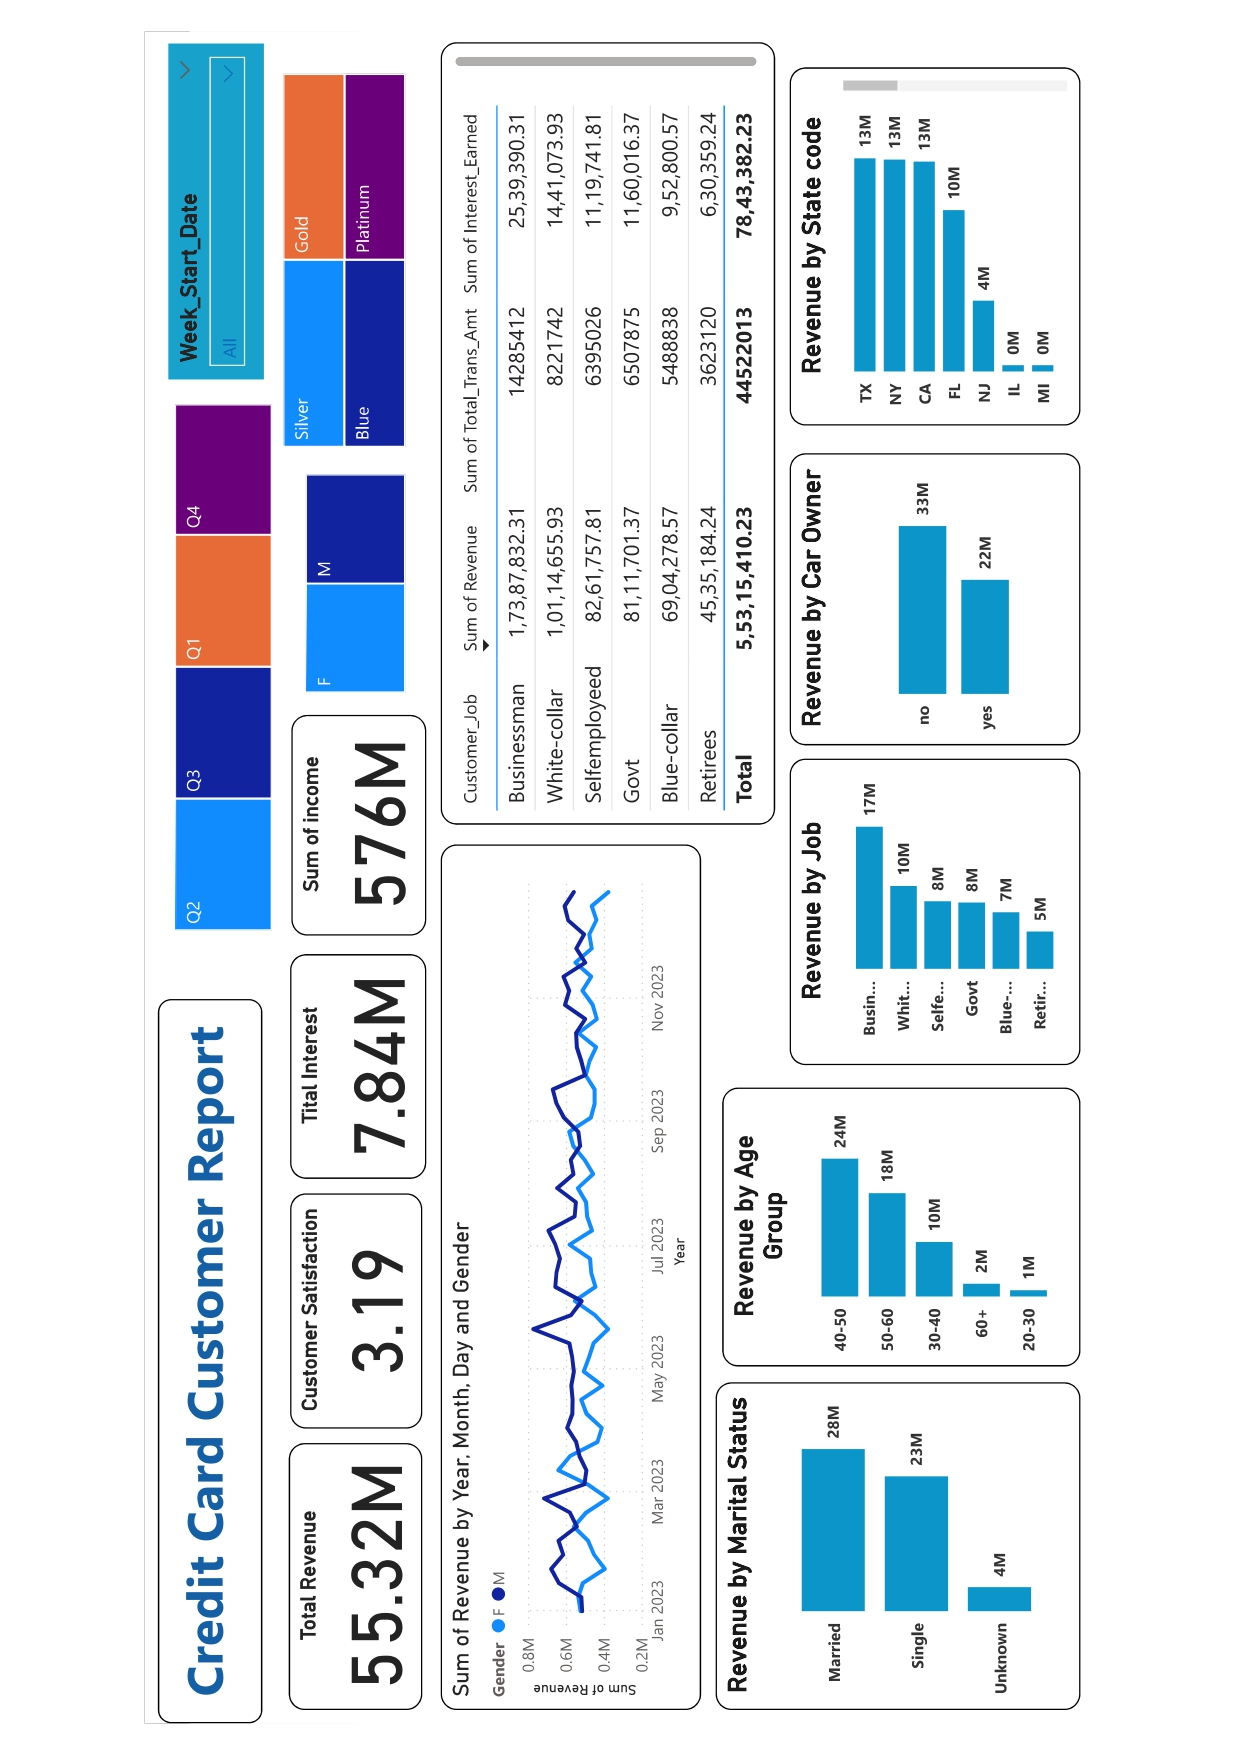 Credit Card Customer Report
Q2
Q3
Q1
Q4
Week_Start_Date
All
Total Revenue
55.32M
Customer Satisfaction
3.19
Tital Interest
7.84M
Sum of income
576M
F
M
Silver
Gold
Blue
Platinum
Sum of Revenue by Year, Month, Day and Gender
Gender F M
Sum of Revenue
0.8M
0.6M
0.4M
0.2M
Jan 2023 Mar 2023 May 2023 Jul 2023 Sep 2023 Nov 2023
Year
Customer_Job Sum of Revenue Sum of Total_Trans_Amt Sum of Interest_Earned
Businessman 1,73,87,832.31 14285412 25,39,390.31
White-collar 1,01,14,655.93 8221742 14,41,073.93
Selfemployeed 82,61,757.81 6395026 11,19,741.81
Govt 81,11,701.37 6507875 11,60,016.37
Blue-collar 69,04,278.57 5488838 9,52,800.57
Retirees 45,35,184.24 3623120 6,30,359.24
Total 5,53,15,410.23 44522013 78,43,382.23
Revenue by Marital Status
Married 28M
Single 23M
Unknown 4M
Revenue by Age
Group
40-50 24M
50-60 18M
30-40 10M
60+ 2M
20-30 1M
Revenue by Job
Busin... 17M
Whit... 10M
Selfe... 8M
Govt 8M
Blue-... 7M
Retir... 5M
Revenue by Car Owner
no 33M
yes 22M
Revenue by State code
TX 13M
NY 13M
CA 13M
FL 10M
NJ 4M
IL 0M
MI 0M